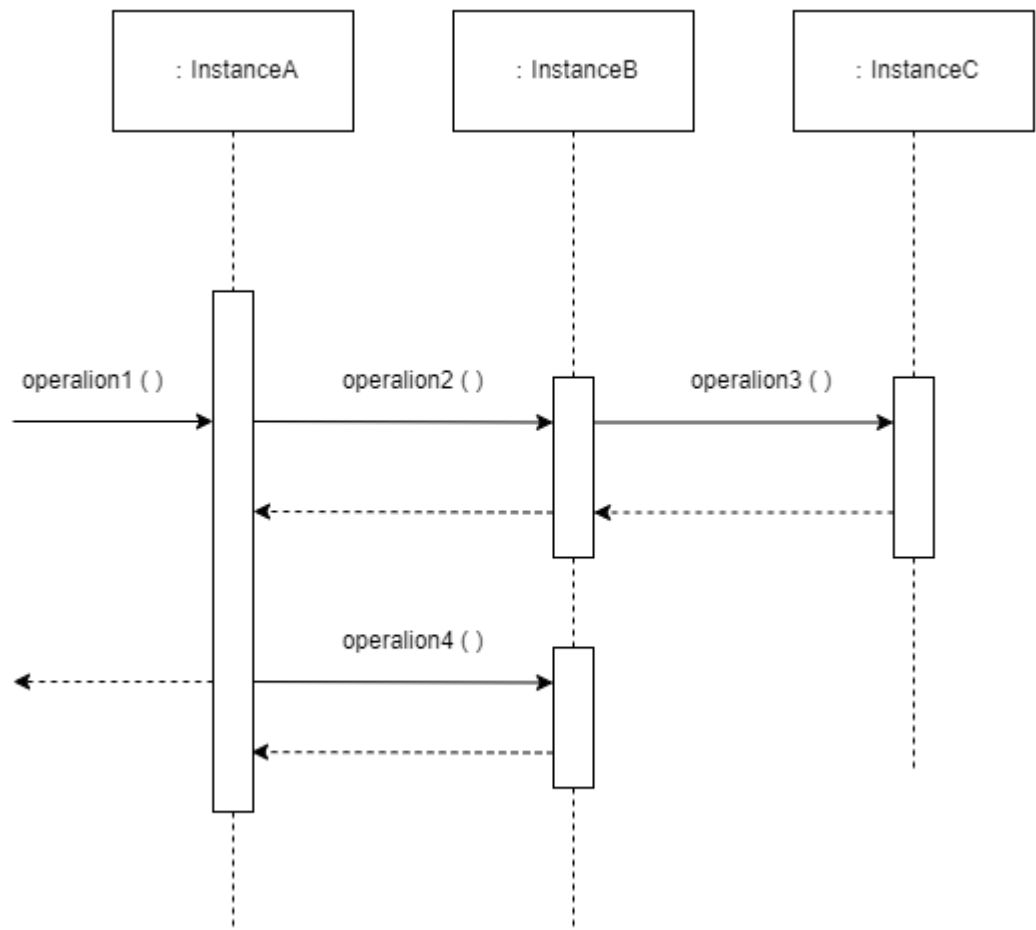 : InstanceA
: InstanceB
: InstanceC
operalion1 ( )
operalion2 ( )
operalion3 ( )
operalion4 ( )